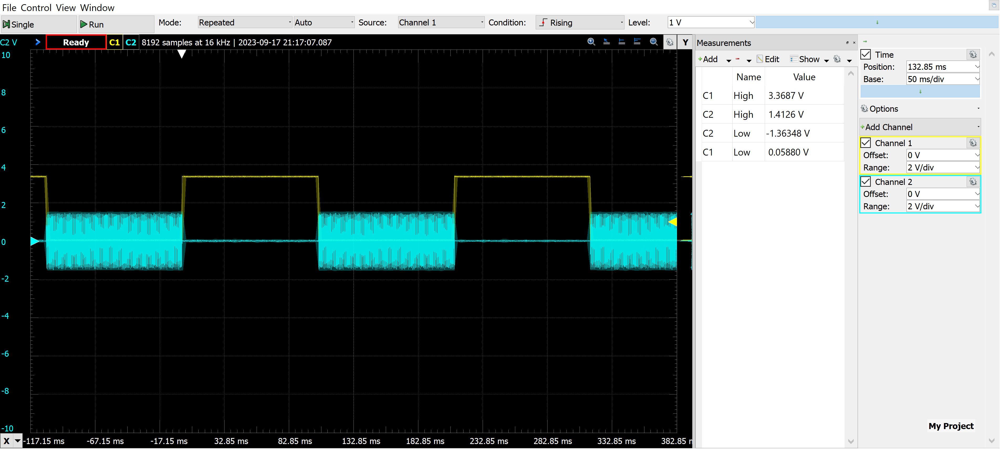 File Control View Window
Single Run Mode: Repeated Auto Source: Channel 1 Condition: Rising Level: 1 V
C2 V Ready C1 C2 8192 samples at 16 kHz | 2023-09-17 21:17:07.087 Y
10
8
6
4
2
0
-2
-4
-6
-8
-10
X -117.15 ms -67.15 ms -17.15 ms 32.85 ms 82.85 ms 132.85 ms 182.85 ms 232.85 ms 282.85 ms 332.85 ms 382.85 m
Measurements
Add Edit Show
Name Value
C1 High 3.3687 V
C2 High 1.4126 V
C2 Low -1.36348 V
C1 Low 0.05880 V
Time
Position: 132.85 ms
Base: 50 ms/div
Options
Add Channel
Channel 1
Offset: 0 V
Range: 2 V/div
Channel 2
Offset: 0 V
Range: 2 V/div
My Project